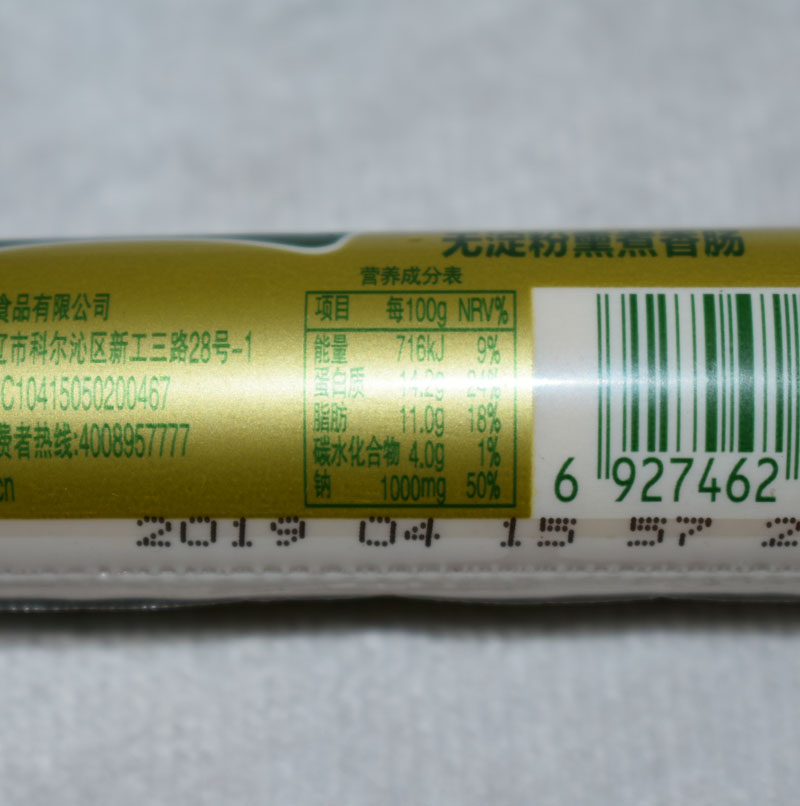 无淀粉熏煮香肠
营养成分表
食品有限公司
辽市科尔沁区新工三路28号-1
C10415050200467
费者热线:4008957777
cn
项目 每100g NRV%
能量 716kJ 9%
蛋白质 14.2g 24%
脂肪 11.0g 18%
碳水化合物 4.0g 1%
钠 1000mg 50%
6 927462
2019 04 15 57 2